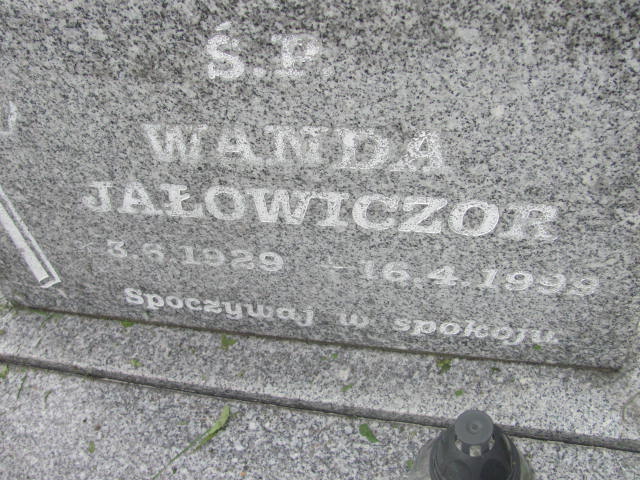 Ś.P.
WANDA
JAŁOWICZOR
3.6.1929 16.4.1999
Spoczywaj w spokoju